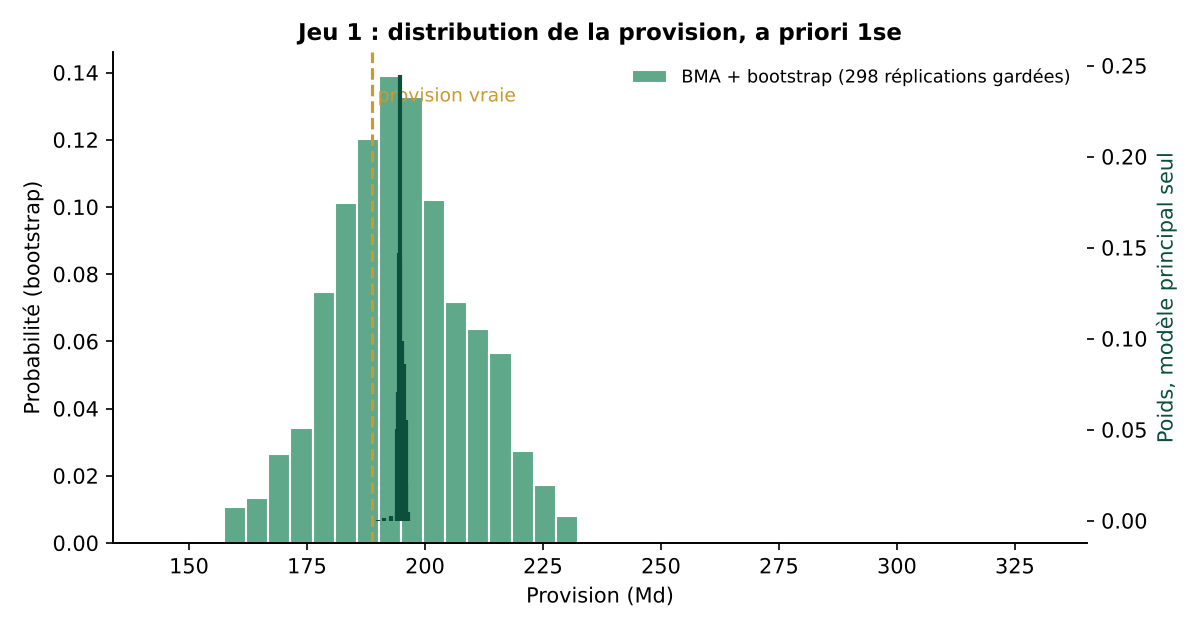 Jeu 1 : distribution de la provision, a priori 1se
BMA + bootstrap (298 réplications gardées)
provision vraie
Probabilité (bootstrap)
0.14
0.12
0.10
0.08
0.06
0.04
0.02
0.00
0.25
0.20
0.15
0.10
0.05
0.00
Poids, modèle principal seul
150 175 200 225 250 275 300 325
Provision (Md)